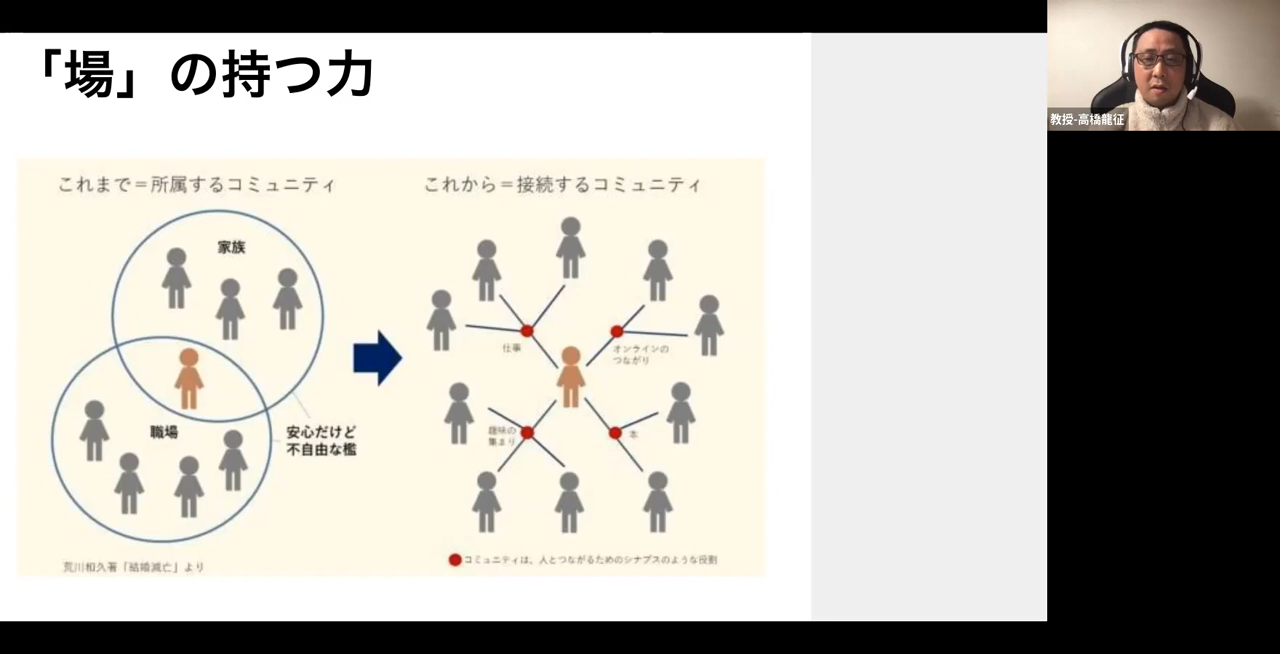 「場」の持つ力
これまで＝所属するコミュニティ
家族
職場
安心だけど
不自由な檻
荒川和久著「結婚滅亡」より
これから＝接続するコミュニティ
仕事
オンラインの
つながり
趣味の
集まり
本
コミュニティは、人とつながるためのシナプスのような役割
教授-高橋龍征